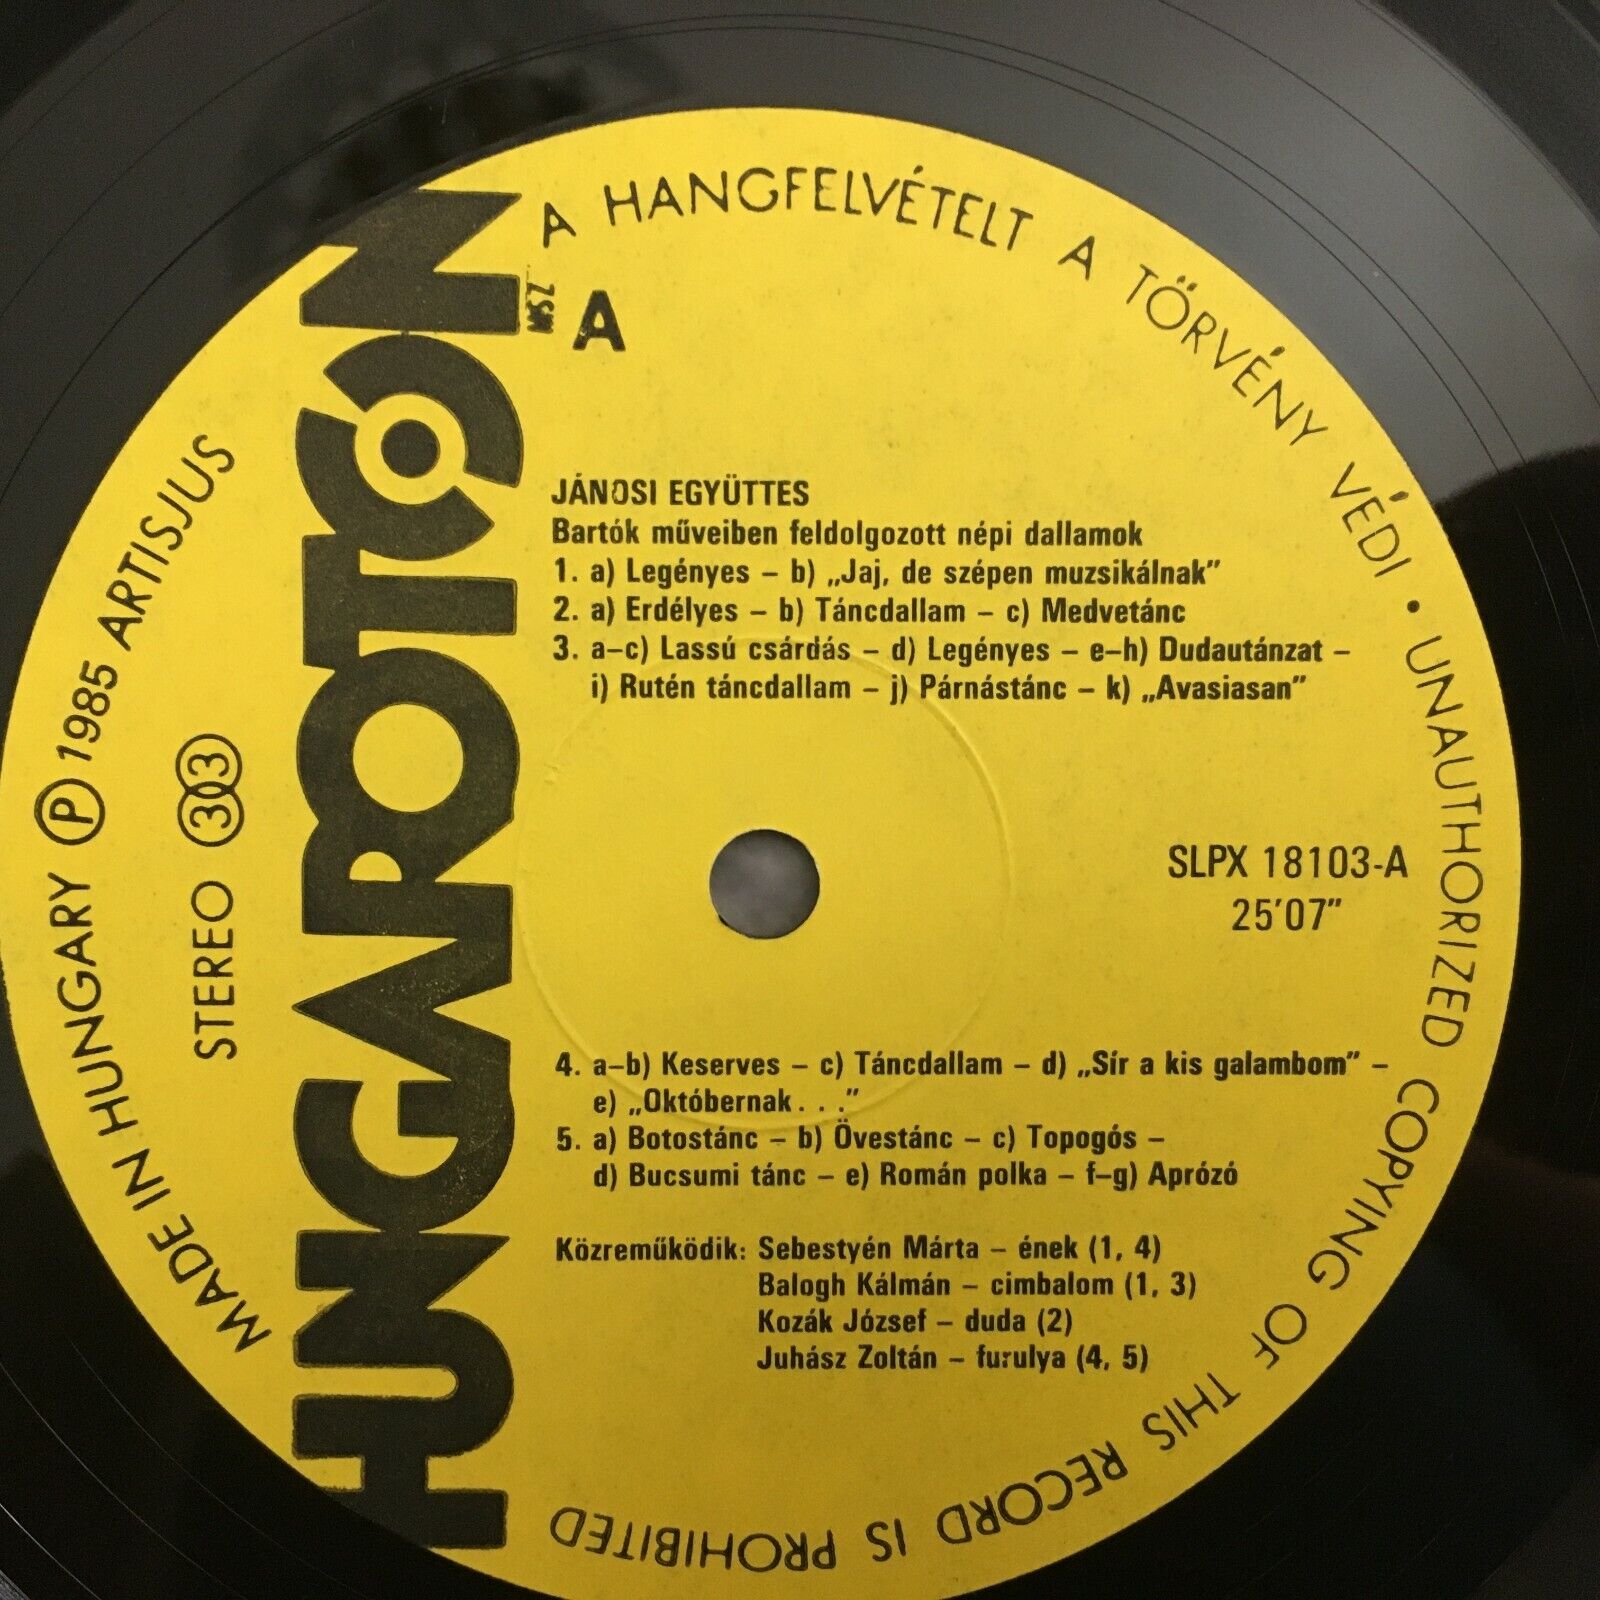 HUNGAROTON
A HANGFELVÉTELT A TÖRVÉNY VÉDI • UNAUTHORIZED COPYING OF THIS RECORD IS PROHIBITED
MADE IN HUNGARY Ⓟ 1985 ARTISJUS
STEREO 33
MSZ
A
JÁNOSI EGYÜTTES
Bartók műveiben feldolgozott népi dallamok
1. a) Legényes – b) „Jaj, de szépen muzsikálnak”
2. a) Erdélyes – b) Táncdallam – c) Medvetánc
3. a–c) Lassú csárdás – d) Legényes – e–h) Dudautánzat –
i) Rutén táncdallam – j) Párnástánc – k) „Avasiasan”
SLPX 18103-A
25’07”
4. a–b) Keserves – c) Táncdallam – d) „Sír a kis galambom” –
e) „Októbernak. . .”
5. a) Botostánc – b) Övestánc – c) Topogós –
d) Bucsumi tánc – e) Román polka – f–g) Aprózó
Közreműködik: Sebestyén Márta – ének (1, 4)
Balogh Kálmán – cimbalom (1, 3)
Kozák József – duda (2)
Juhász Zoltán – furulya (4, 5)